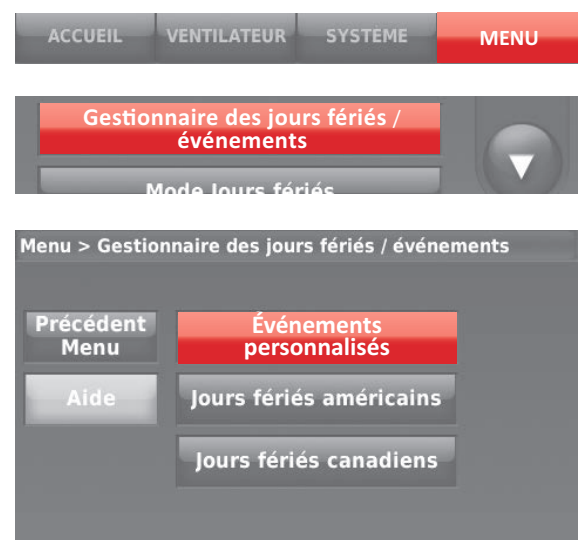 ACCUEIL VENTILATEUR SYSTÈME MENU
Gestionnaire des jours fériés /
événements
Mode Jours fériés
Menu > Gestionnaire des jours fériés / événements
Précédent
Menu
Événements
personnalisés
Aide
Jours fériés américains
Jours fériés canadiens